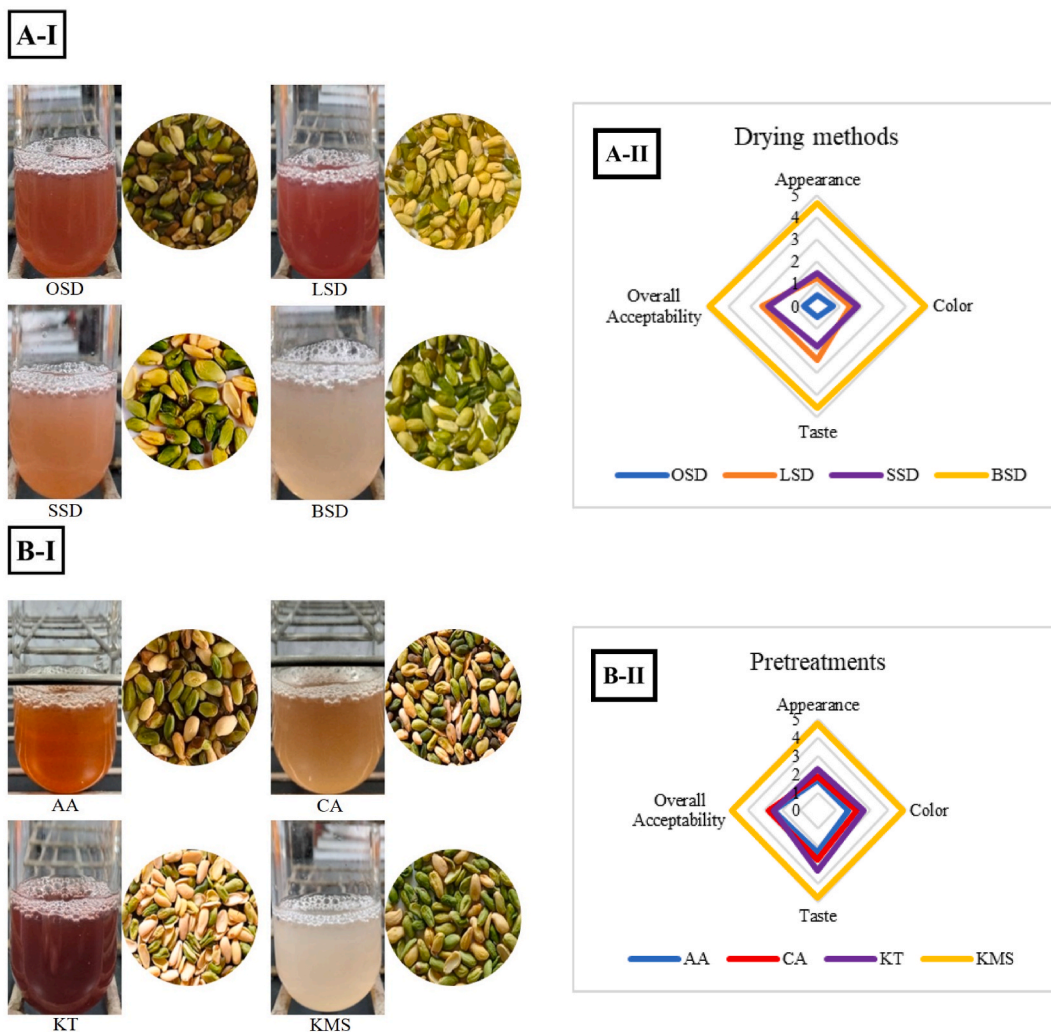 A-I
OSD
LSD
SSD
BSD
A-II
Drying methods
Appearance
5
4
3
2
1
0
Overall
Acceptability
Color
Taste
OSD LSD SSD BSD
B-I
AA
CA
KT
KMS
B-II
Pretreatments
Appearance
5
4
3
2
1
0
Overall
Acceptability
Color
Taste
AA CA KT KMS